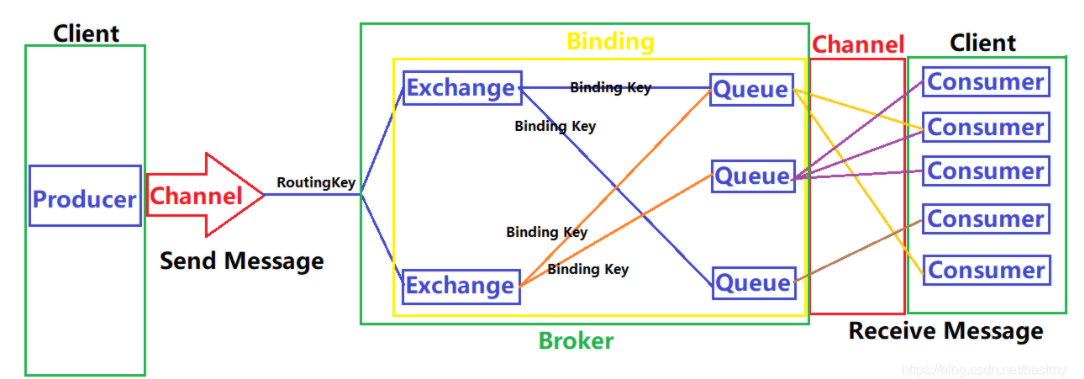 Client
Binding
Channel
Client
Exchange
Binding Key
Queue
Consumer
Binding Key
Consumer
Producer
Channel
RoutingKey
Queue
Consumer
Send Message
Binding Key
Consumer
Binding Key
Exchange
Queue
Consumer
Broker
Receive Message
https://blog.csdn.net/bestmy